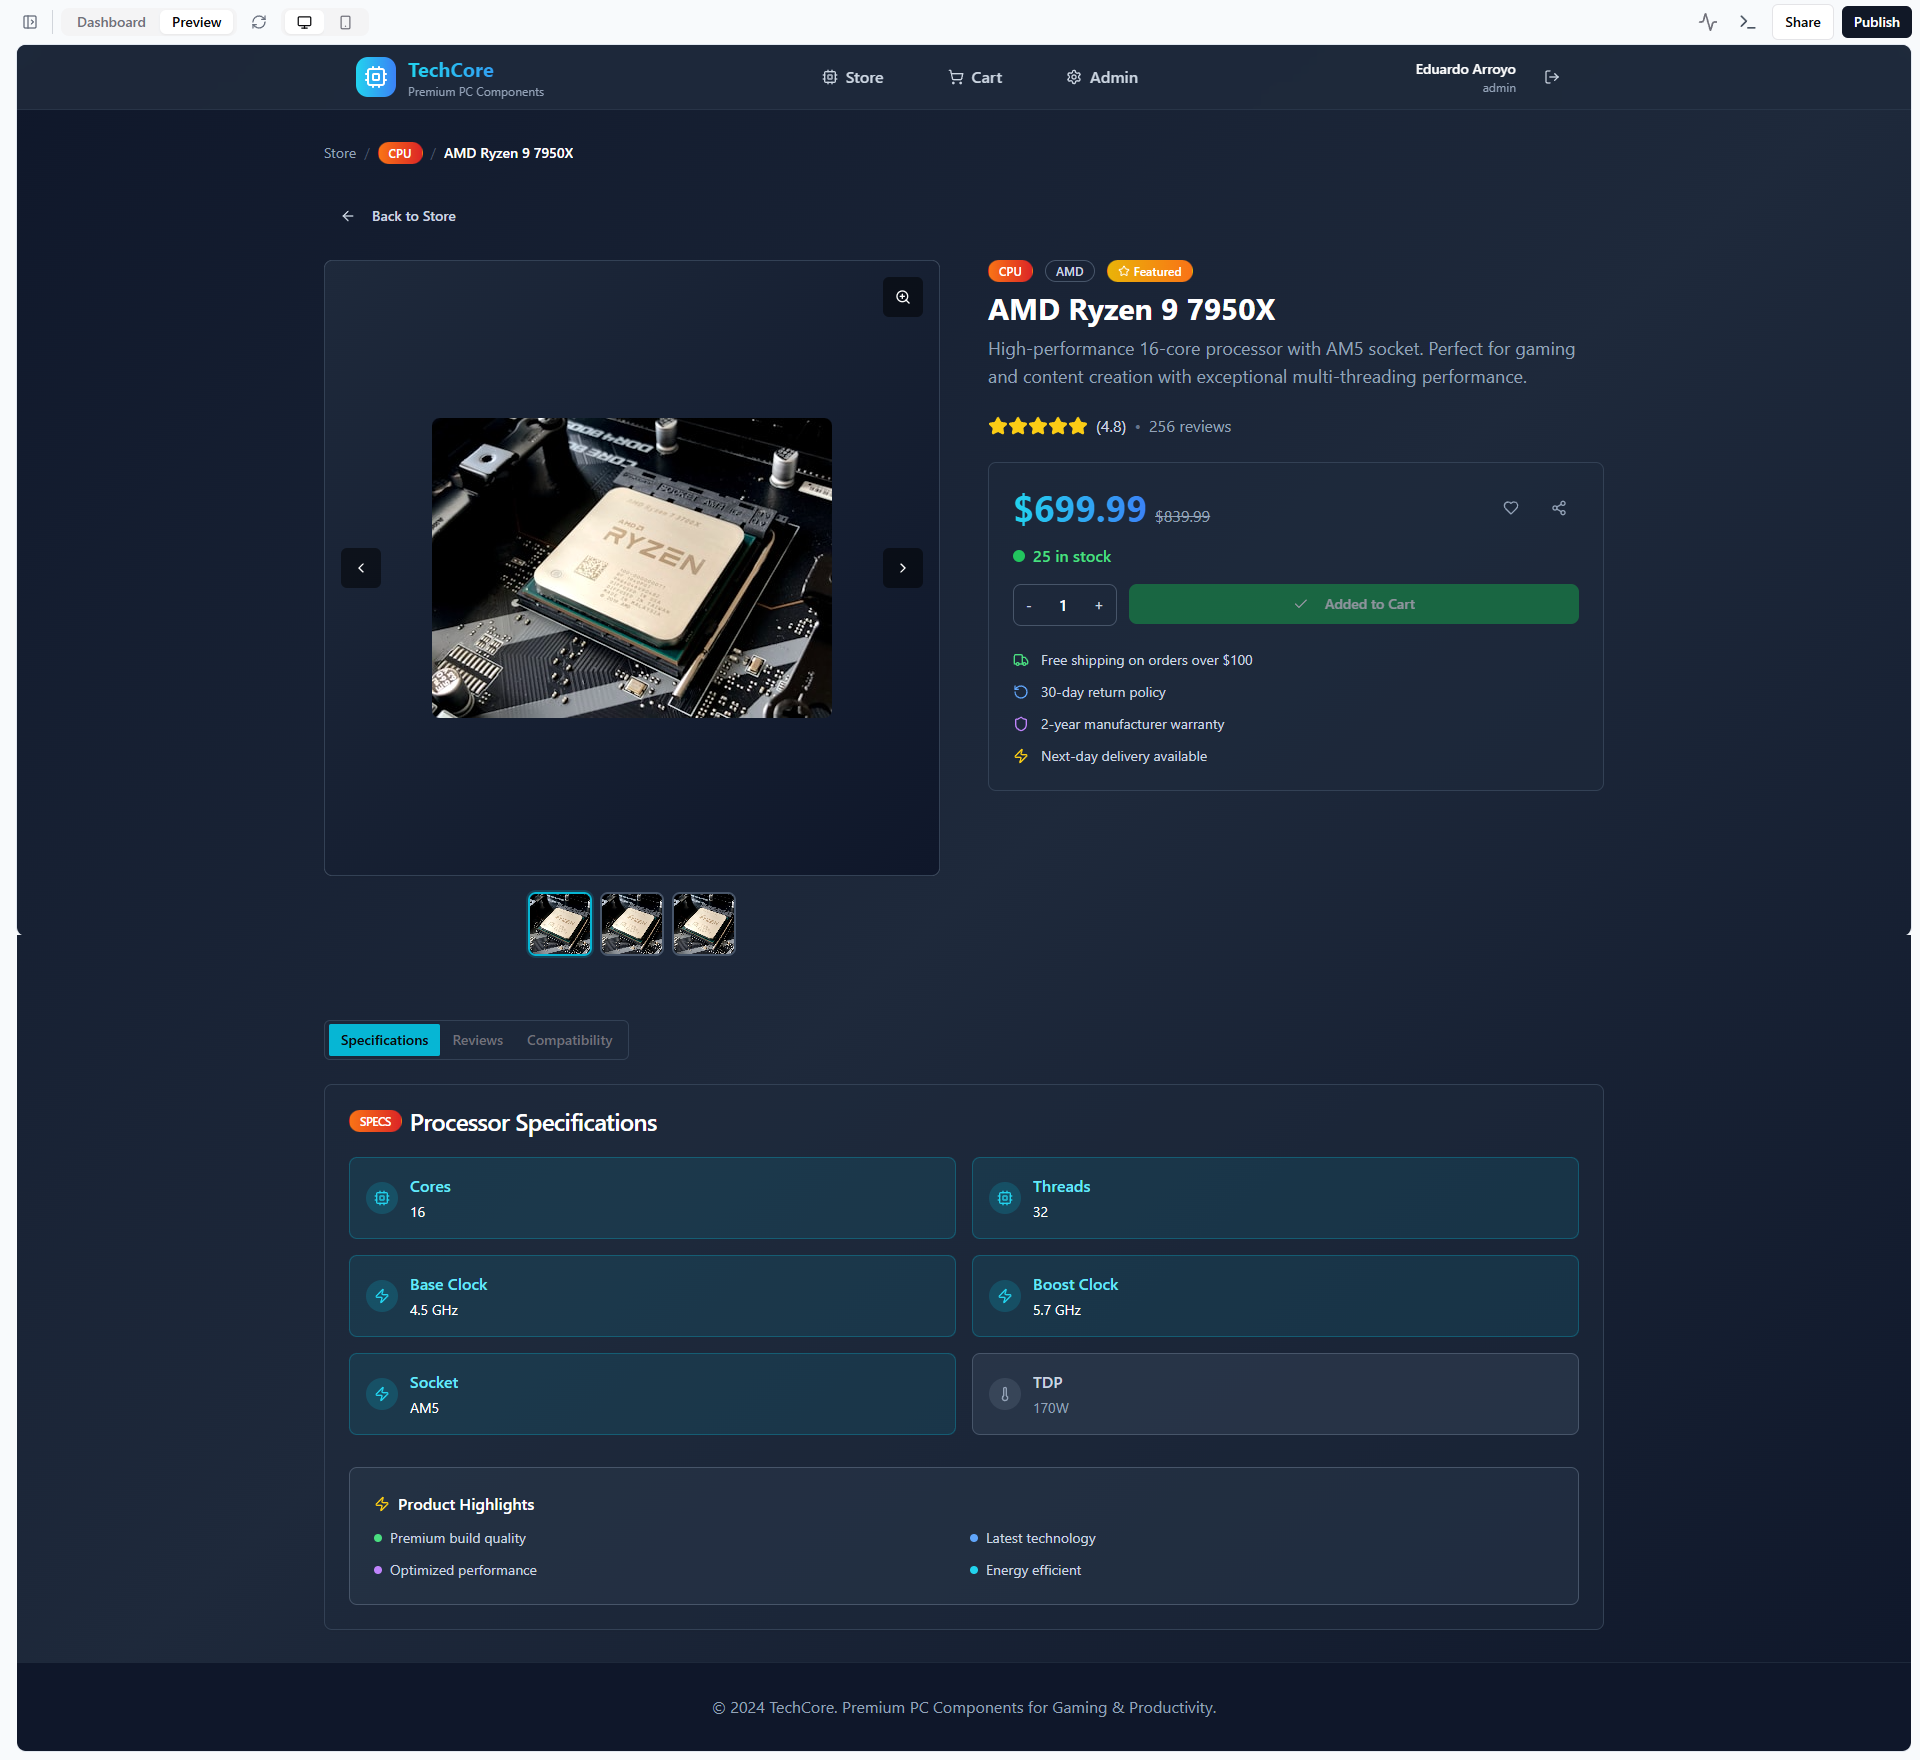 Dashboard Preview Share Publish
TechCore
Premium PC Components
Store Cart Admin
Eduardo Arroyo
admin
Store / CPU / AMD Ryzen 9 7950X
Back to Store
CPU AMD Featured
AMD Ryzen 9 7950X
High-performance 16-core processor with AM5 socket. Perfect for gaming
and content creation with exceptional multi-threading performance.
(4.8) • 256 reviews
$699.99 $839.99
25 in stock
- 1 +
Added to Cart
Free shipping on orders over $100
30-day return policy
2-year manufacturer warranty
Next-day delivery available
AMD
RYZEN
Specifications Reviews Compatibility
SPECS Processor Specifications
Cores
16
Threads
32
Base Clock
4.5 GHz
Boost Clock
5.7 GHz
Socket
AM5
TDP
170W
Product Highlights
Premium build quality
Latest technology
Optimized performance
Energy efficient
© 2024 TechCore. Premium PC Components for Gaming & Productivity.